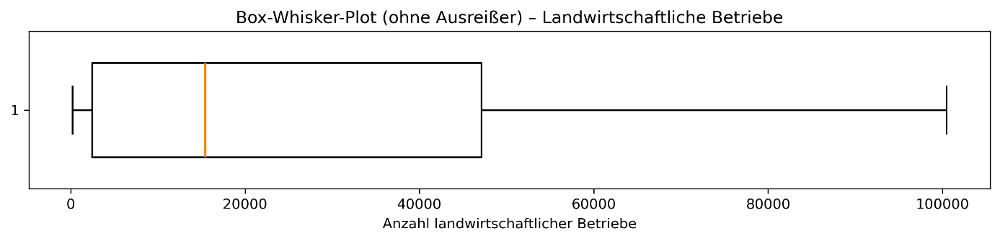 Box-Whisker-Plot (ohne Ausreißer) – Landwirtschaftliche Betriebe
1
0 20000 40000 60000 80000 100000
Anzahl landwirtschaftlicher Betriebe